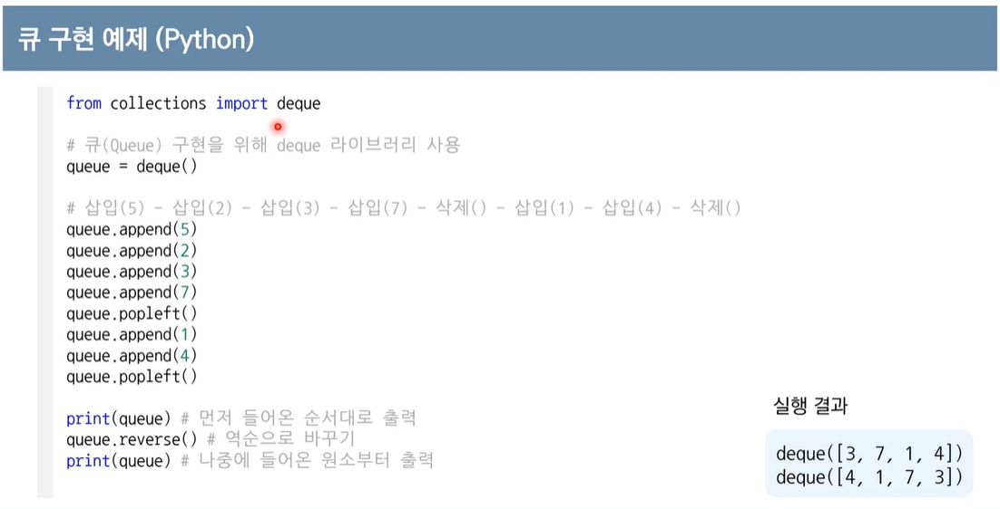 큐 구현 예제 (Python)
from collections import deque
# 큐(Queue) 구현을 위해 deque 라이브러리 사용
queue = deque()
# 삽입(5) - 삽입(2) - 삽입(3) - 삽입(7) - 삭제() - 삽입(1) - 삽입(4) - 삭제()
queue.append(5)
queue.append(2)
queue.append(3)
queue.append(7)
queue.popleft()
queue.append(1)
queue.append(4)
queue.popleft()
print(queue) # 먼저 들어온 순서대로 출력
queue.reverse() # 역순으로 바꾸기
print(queue) # 나중에 들어온 원소부터 출력
실행 결과
deque([3, 7, 1, 4])
deque([4, 1, 7, 3])